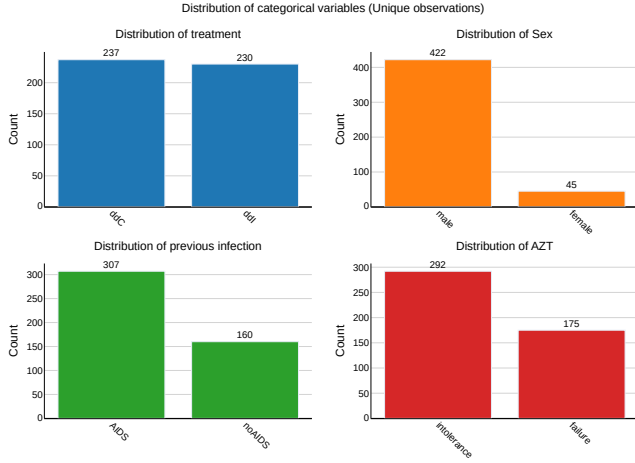 Distribution of categorical variables (Unique observations)
Distribution of treatment
237
230
200
150
100
50
0
Count
ddC
ddI
Distribution of Sex
422
45
400
300
200
100
0
Count
male
female
Distribution of previous infection
307
160
300
250
200
150
100
50
0
Count
AIDS
noAIDS
Distribution of AZT
292
175
300
250
200
150
100
50
0
Count
intolerance
failure